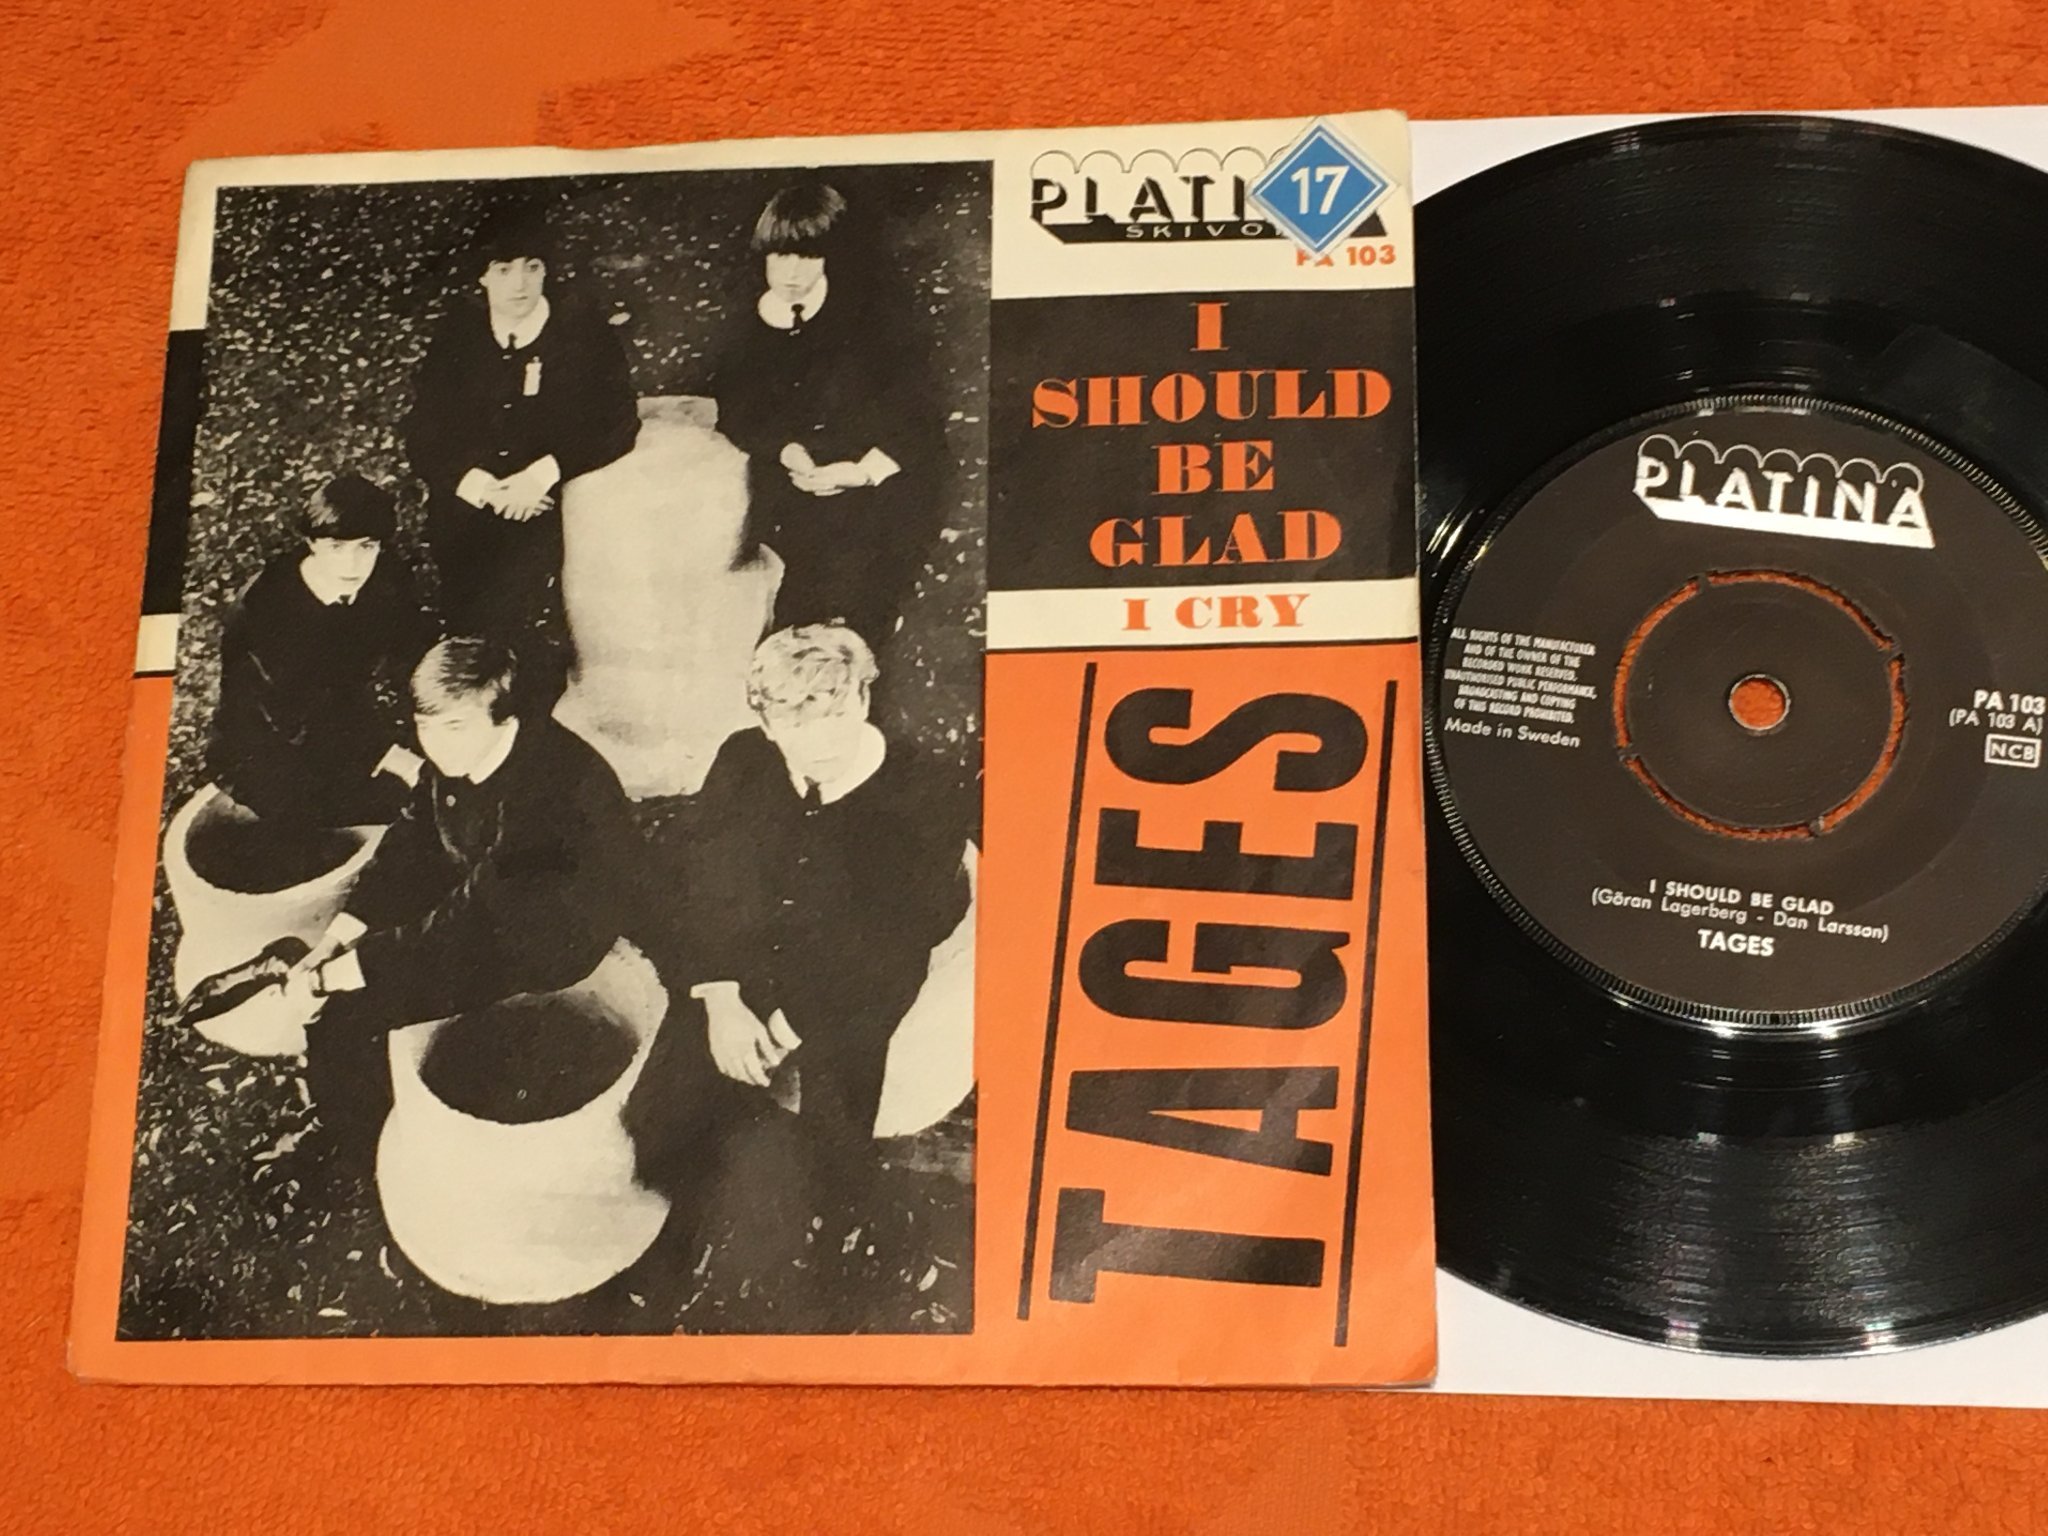 PLATINA
SKIVOR
17
PA 103
I
SHOULD
BE
GLAD
I CRY
TAGES
PLATINA
ALL RIGHTS OF THE MANUFACTURER
AND OF THE OWNER OF THE
RECORDED WORK RESERVED.
UNAUTHORISED PUBLIC PERFORMANCE,
BROADCASTING AND COPYING
OF THIS RECORD PROHIBITED.
Made in Sweden
PA 103
(PA 103 A)
NCB
I SHOULD BE GLAD
(Göran Lagerberg - Dan Larsson)
TAGES